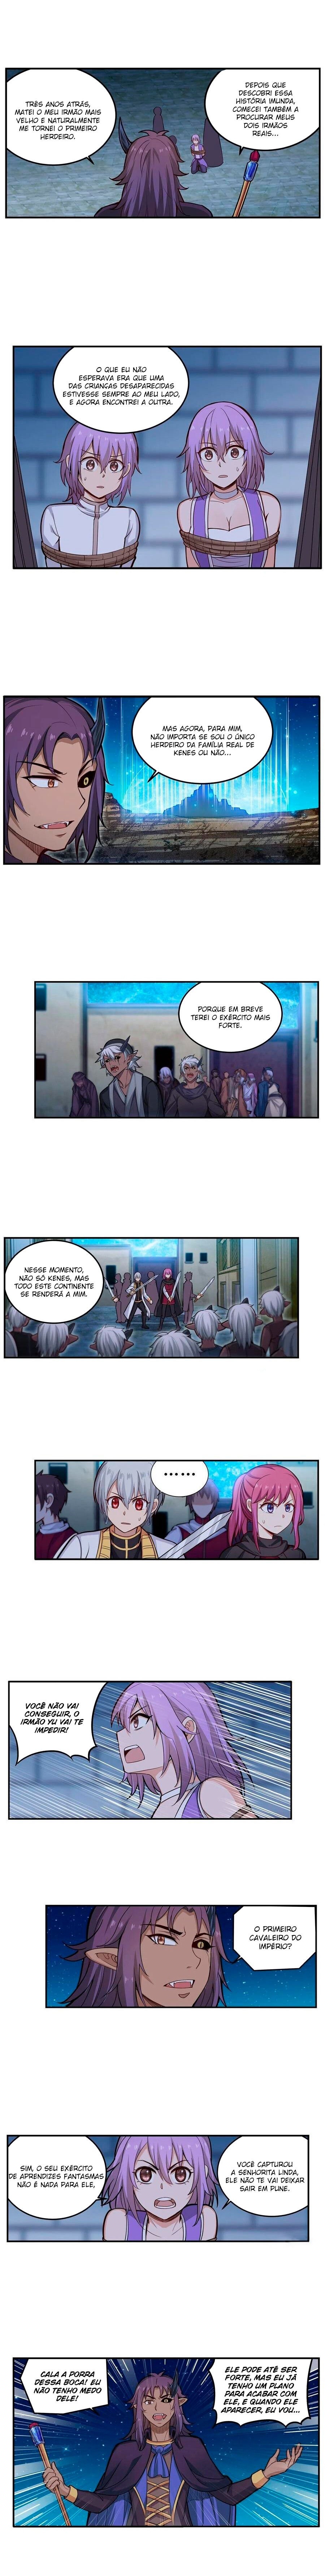 TRÊS ANOS ATRÁS,
MATEI O MEU IRMÃO MAIS
VELHO E NATURALMENTE
ME TORNEI O PRIMEIRO
HERDEIRO.
DEPOIS QUE
DESCOBRI ESSA
HISTÓRIA IMUNDA,
COMECEI TAMBÉM A
PROCURAR MEUS
DOIS IRMÃOS
REAIS...
O QUE EU NÃO
ESPERAVA ERA QUE UMA
DAS CRIANÇAS DESAPARECIDAS
ESTIVESSE SEMPRE AO MEU LADO,
E AGORA ENCONTREI A OUTRA.
MAS AGORA, PARA MIM,
NÃO IMPORTA SE SOU O ÚNICO
HERDEIRO DA FAMÍLIA REAL DE
KENES OU NÃO...
PORQUE EM BREVE
TEREI O EXÉRCITO MAIS
FORTE.
NESSE MOMENTO,
NÃO SÓ KENES, MAS
TODO ESTE CONTINENTE
SE RENDERÁ A MIM.
......
VOCÊ NÃO VAI
CONSEGUIR, O
IRMÃO YU VAI TE
IMPEDIR!
O PRIMEIRO
CAVALEIRO DO
IMPÉRIO?
SIM, O SEU EXÉRCITO
DE APRENDIZES FANTASMAS
NÃO É NADA PARA ELE,
VOCÊ CAPTUROU
A SENHORITA LINDA,
ELE NÃO TE VAI DEIXAR
SAIR EM PUNE.
CALA A PORRA
DESSA BOCA! EU
NÃO TENHO MEDO
DELE!
ELE PODE ATÉ SER
FORTE, MAS EU JÁ
TENHO UM PLANO
PARA ACABAR COM
ELE, E QUANDO ELE
APARECER, EU VOU...